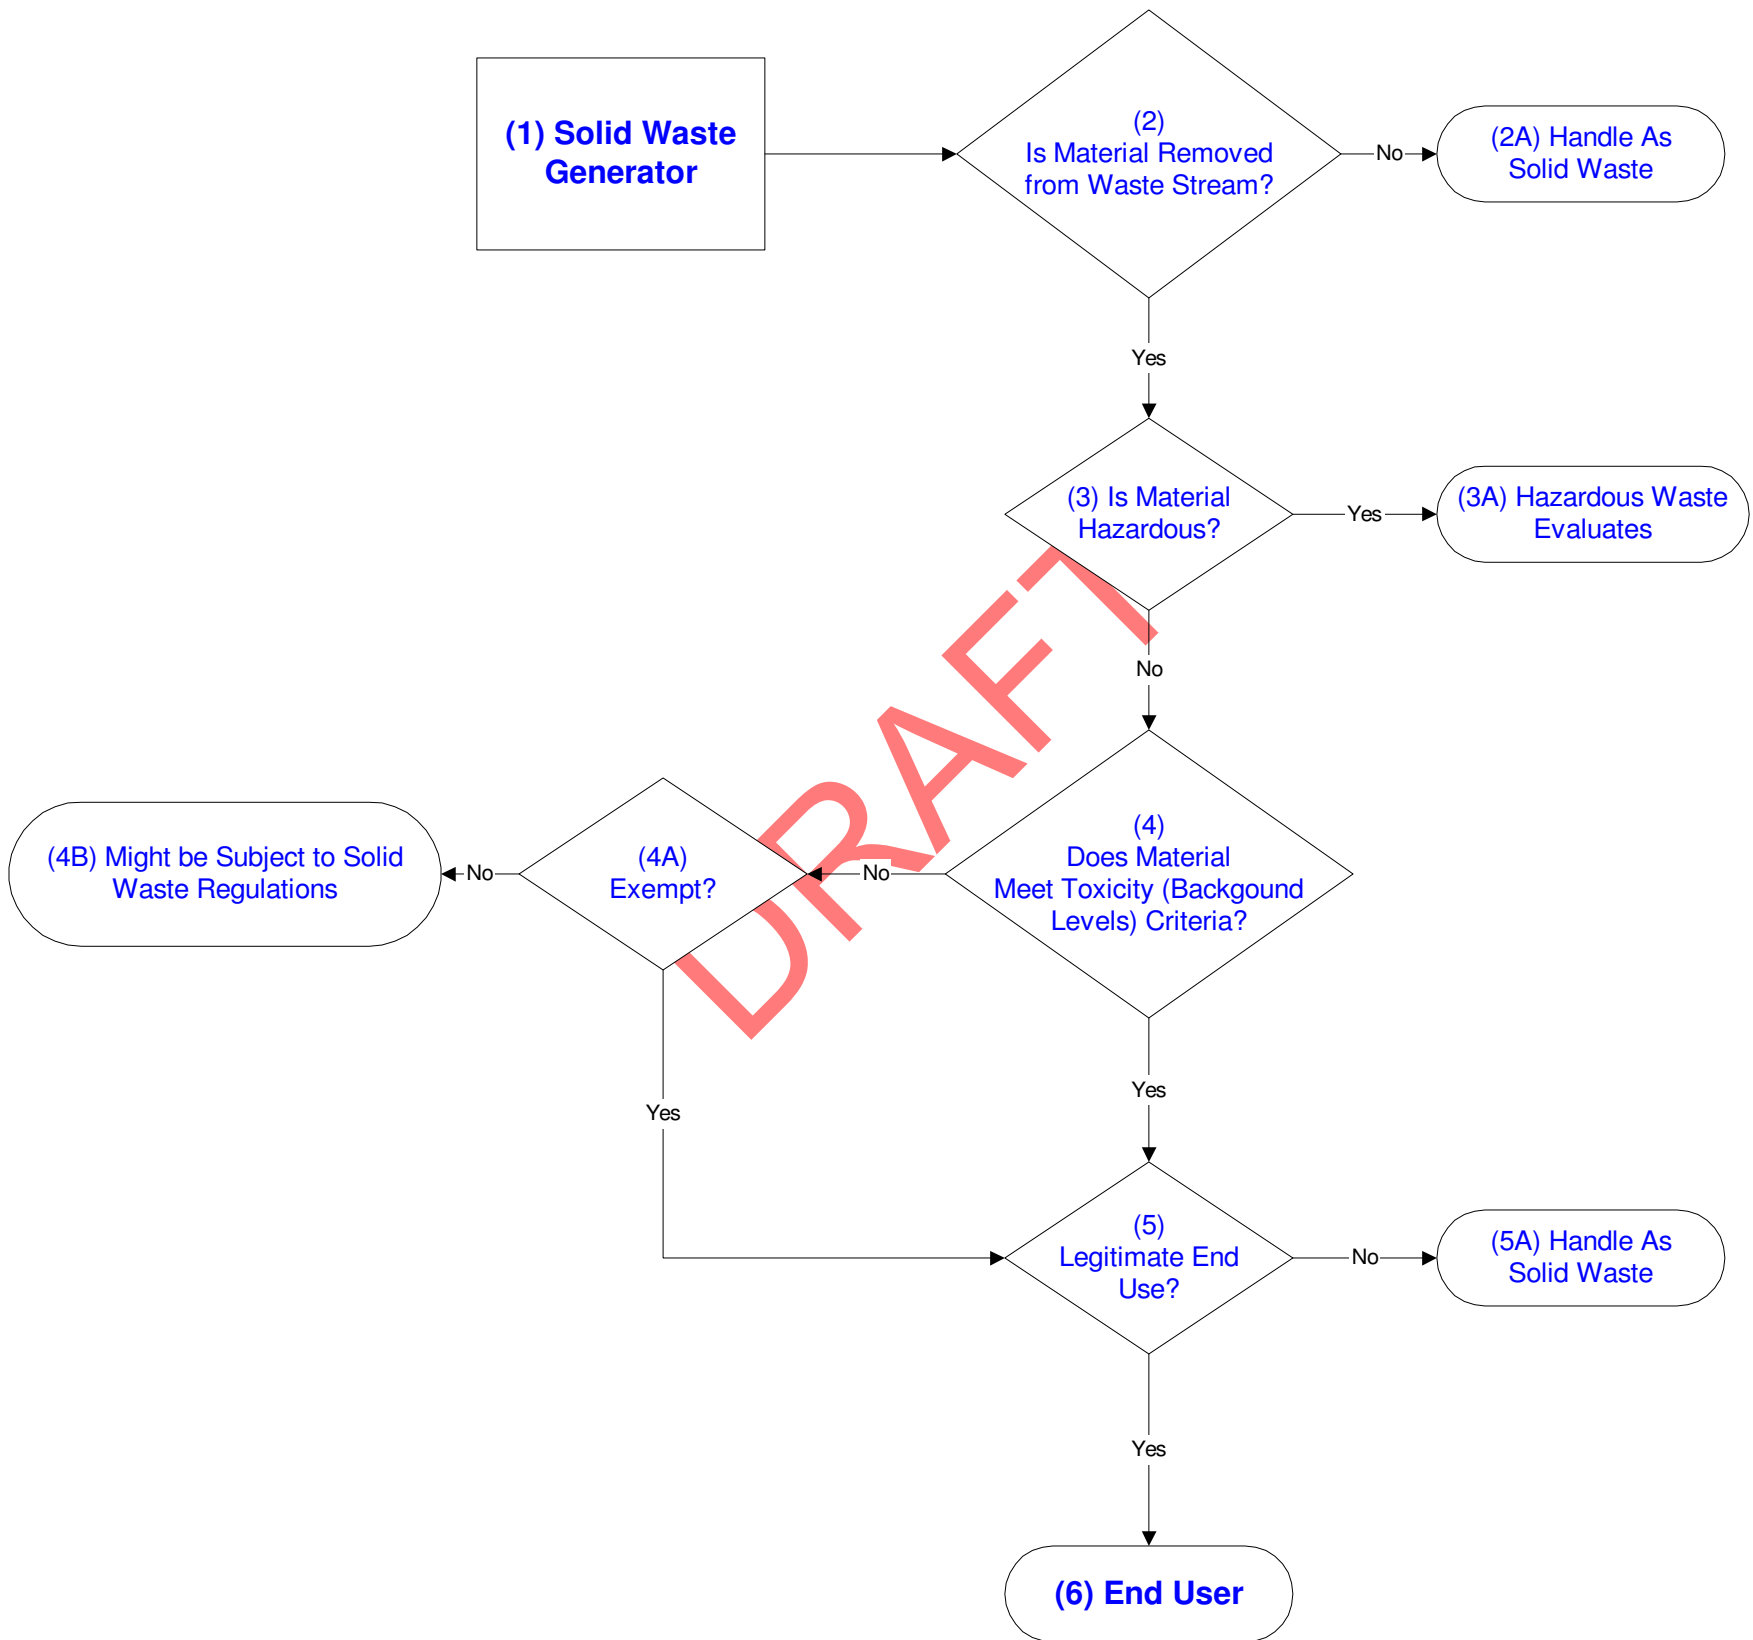 (1) Solid Waste
Generator
(2)
Is Material Removed
from Waste Stream?
No
(2A) Handle As
Solid Waste
Yes
(3) Is Material
Hazardous?
Yes
(3A) Hazardous Waste
Evaluates
No
DRAFT
(4)
Does Material
Meet Toxicity (Backgound
Levels) Criteria?
No
(4A)
Exempt?
No
(4B) Might be Subject to Solid
Waste Regulations
Yes
Yes
(5)
Legitimate End
Use?
No
(5A) Handle As
Solid Waste
Yes
(6) End User